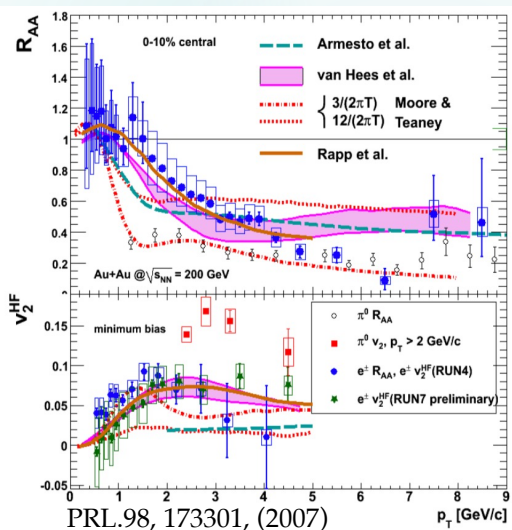 R_AA
1.8
1.6
1.4
1.2
1
0.8
0.6
0.4
0.2
0-10% central
Armesto et al.
van Hees et al.
3/(2πT) Moore &
12/(2πT) Teaney
Rapp et al.
Au+Au @ √s_NN = 200 GeV
v_2^HF
0.15
0.1
0.05
0
-0.05
minimum bias
π⁰ R_AA
π⁰ v_2, p_T > 2 GeV/c
e± R_AA, e± v_2^HF(RUN4)
e± v_2^HF(RUN7 preliminary)
0 1 2 3 4 5 6 7 8 9
p_T [GeV/c]
PRL.98, 173301, (2007)